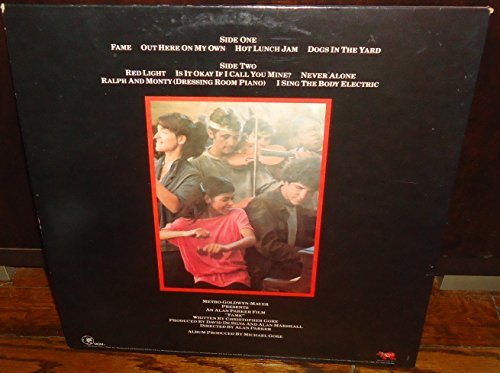 SIDE ONE
FAME OUT HERE ON MY OWN HOT LUNCH JAM DOGS IN THE YARD
SIDE TWO
RED LIGHT IS IT OKAY IF I CALL YOU MINE? NEVER ALONE
RALPH AND MONTY (DRESSING ROOM PIANO) I SING THE BODY ELECTRIC
METRO-GOLDWYN-MAYER
PRESENTS
AN ALAN PARKER FILM
"FAME"
WRITTEN BY CHRISTOPHER GORE
PRODUCED BY DAVID DE SILVA AND ALAN MARSHALL
DIRECTED BY ALAN PARKER
ALBUM PRODUCED BY MICHAEL GORE